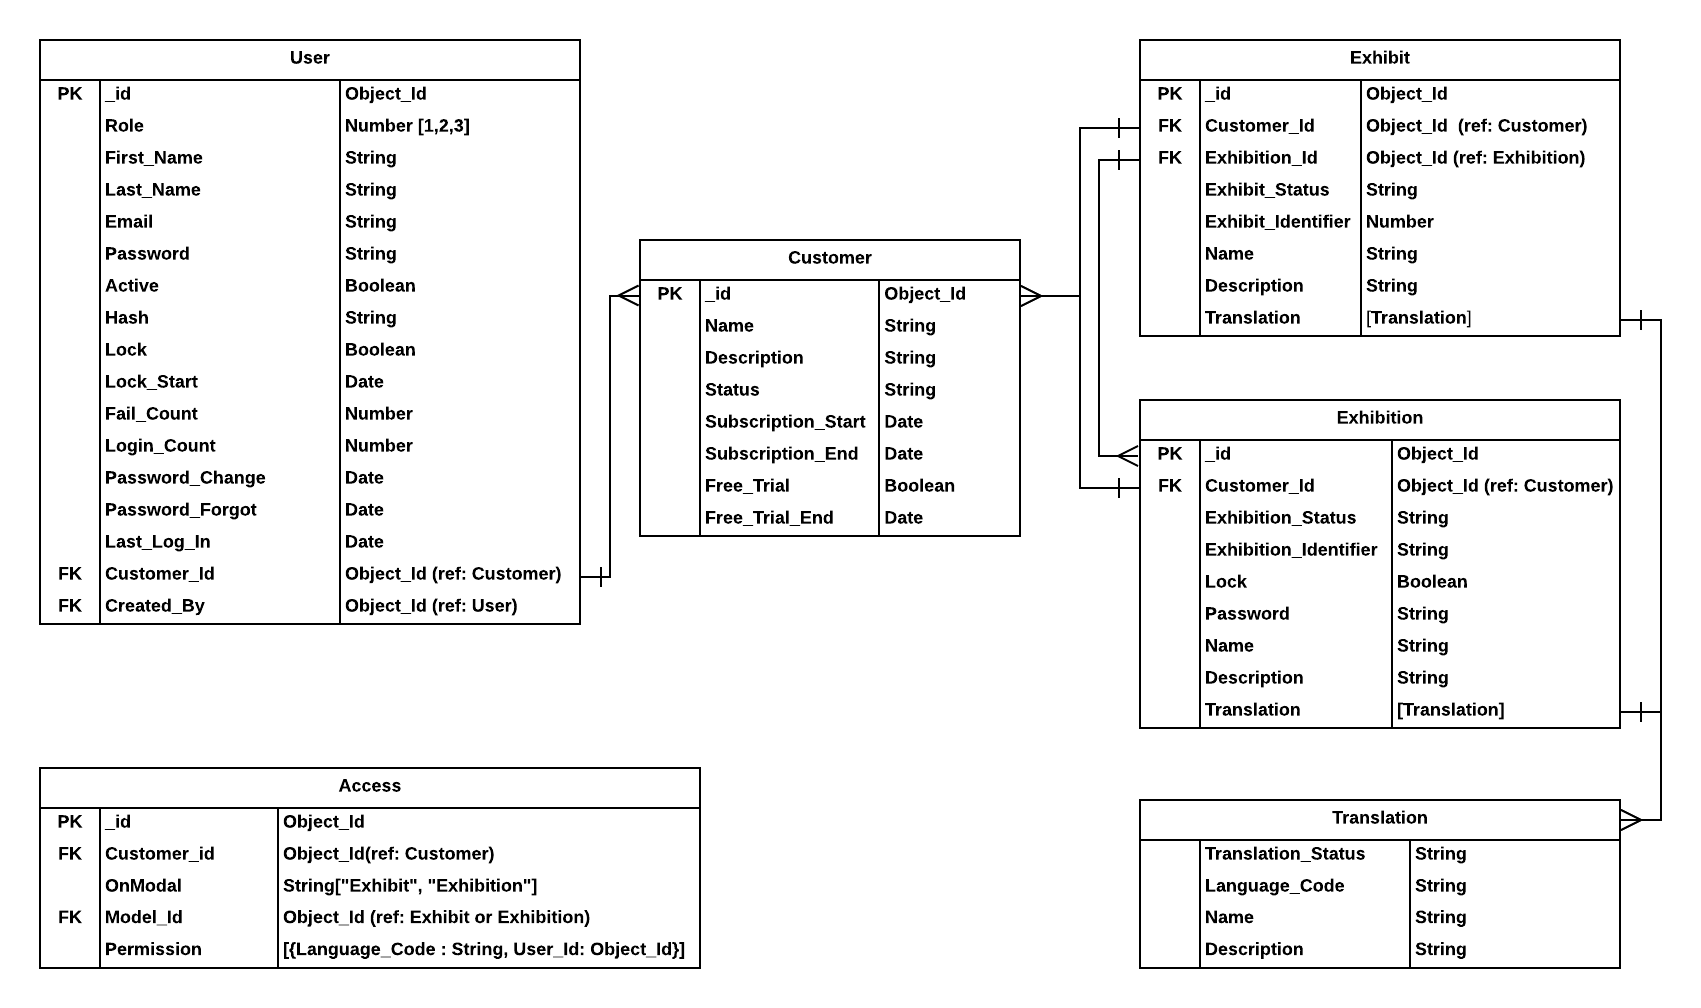 User
PK _id Object_Id
Role Number [1,2,3]
First_Name String
Last_Name String
Email String
Password String
Active Boolean
Hash String
Lock Boolean
Lock_Start Date
Fail_Count Number
Login_Count Number
Password_Change Date
Password_Forgot Date
Last_Log_In Date
FK Customer_Id Object_Id (ref: Customer)
FK Created_By Object_Id (ref: User)
Customer
PK _id Object_Id
Name String
Description String
Status String
Subscription_Start Date
Subscription_End Date
Free_Trial Boolean
Free_Trial_End Date
Exhibit
PK _id Object_Id
FK Customer_Id Object_Id (ref: Customer)
FK Exhibition_Id Object_Id (ref: Exhibition)
Exhibit_Status String
Exhibit_Identifier Number
Name String
Description String
Translation [Translation]
Exhibition
PK _id Object_Id
FK Customer_Id Object_Id (ref: Customer)
Exhibition_Status String
Exhibition_Identifier String
Lock Boolean
Password String
Name String
Description String
Translation [Translation]
Access
PK _id Object_Id
FK Customer_id Object_Id(ref: Customer)
OnModal String["Exhibit", "Exhibition"]
FK Model_Id Object_Id (ref: Exhibit or Exhibition)
Permission [{Language_Code : String, User_Id: Object_Id}]
Translation
Translation_Status String
Language_Code String
Name String
Description String